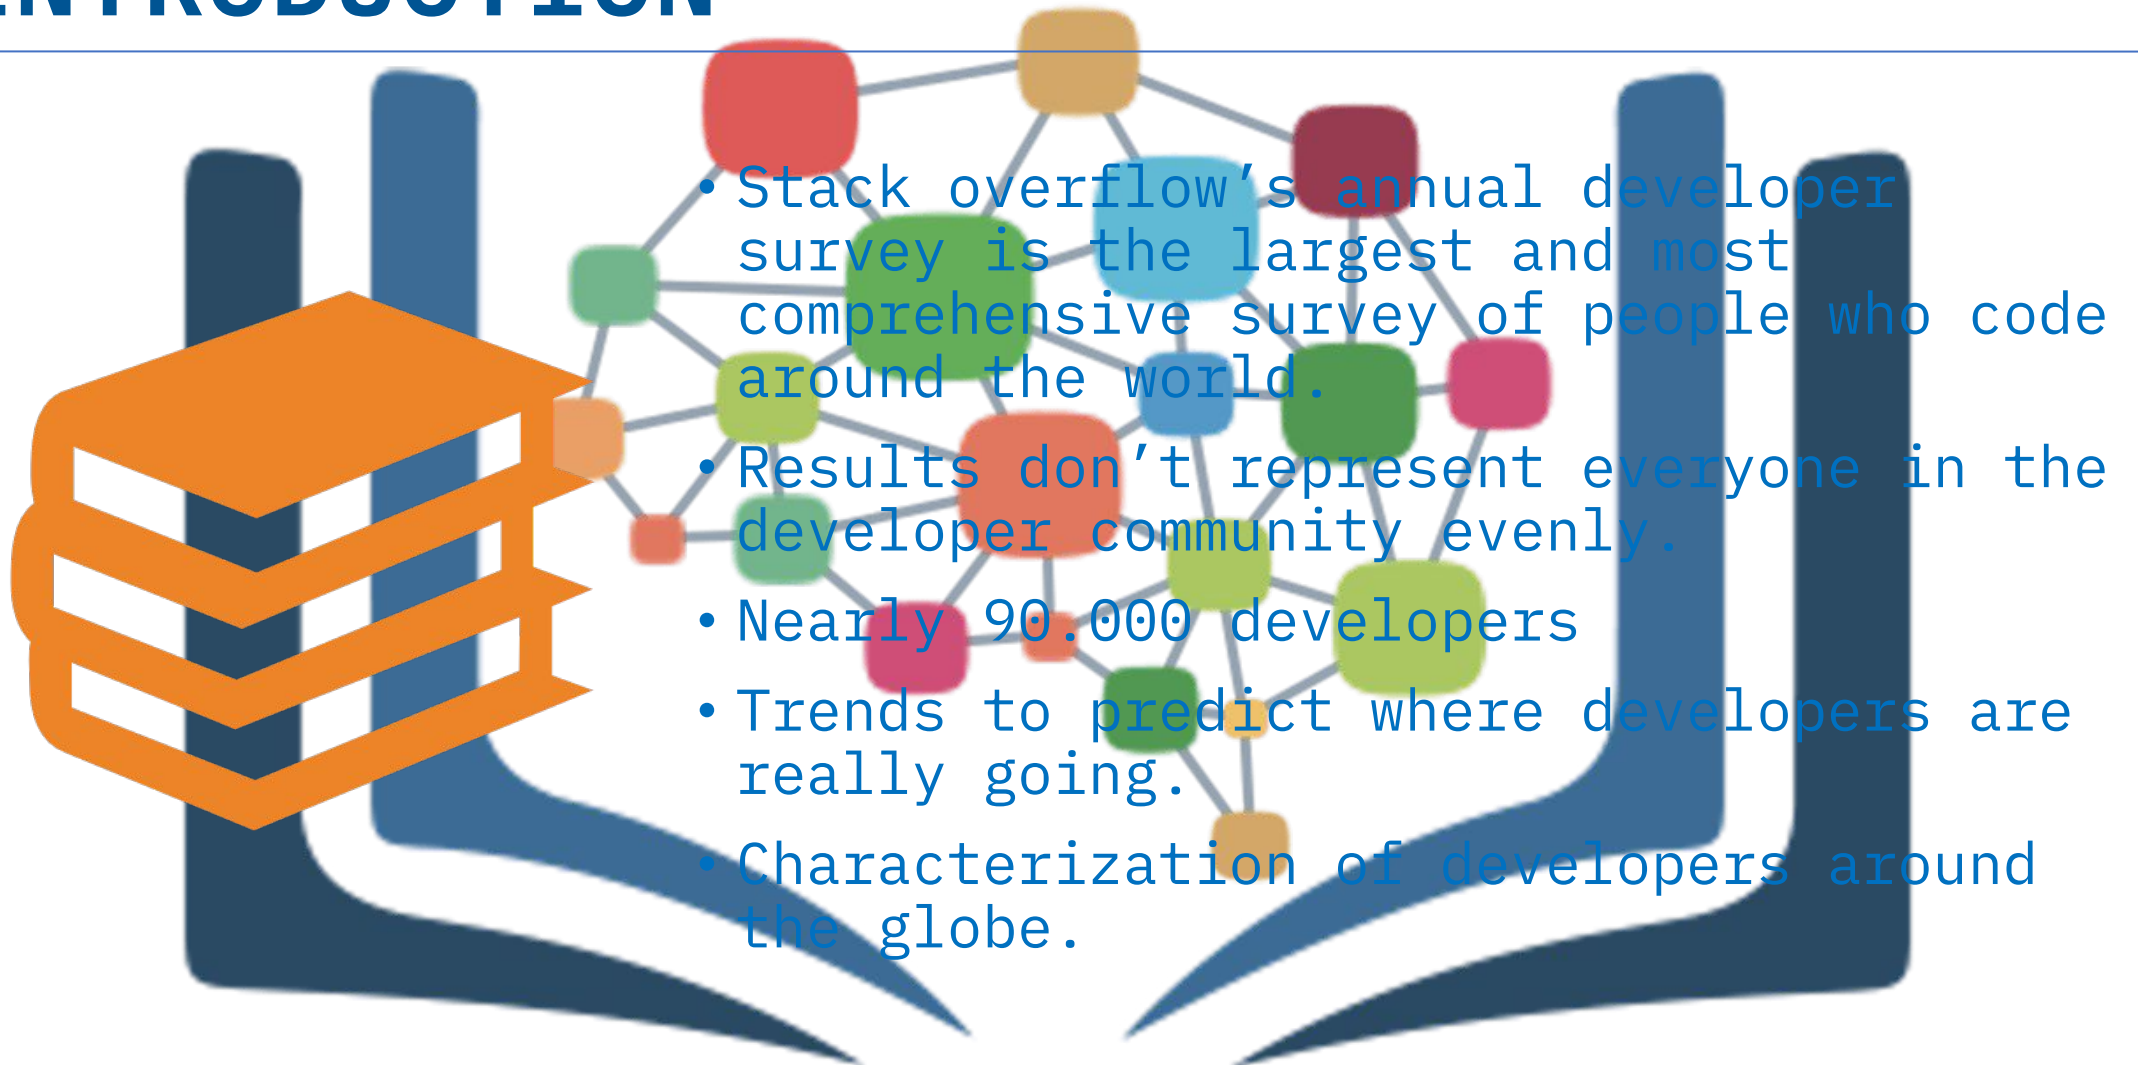 INTRODUCTION
• Stack overflow’s annual developer
survey is the largest and most
comprehensive survey of people who code
around the world.
• Results don’t represent everyone in the
developer community evenly.
• Nearly 90.000 developers
• Trends to predict where developers are
really going.
• Characterization of developers around
the globe.